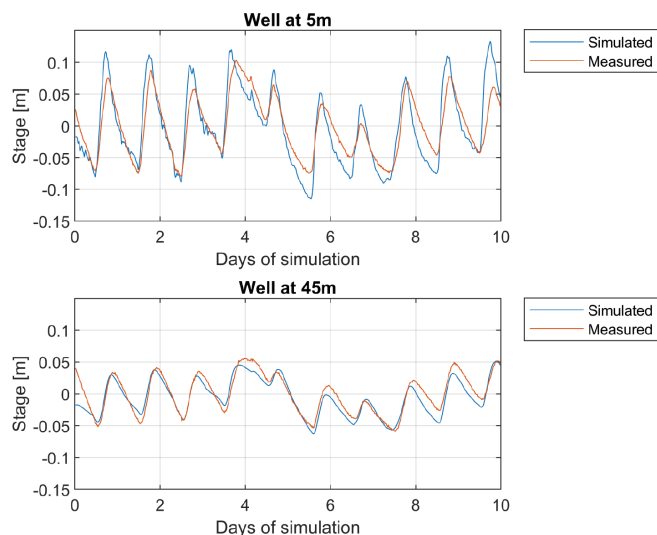 Well at 5m
Simulated
Measured
Stage [m]
0.1
0.05
0
-0.05
-0.1
-0.15
0 2 4 6 8 10
Days of simulation
Well at 45m
Simulated
Measured
Stage [m]
0.1
0.05
0
-0.05
-0.1
-0.15
0 2 4 6 8 10
Days of simulation